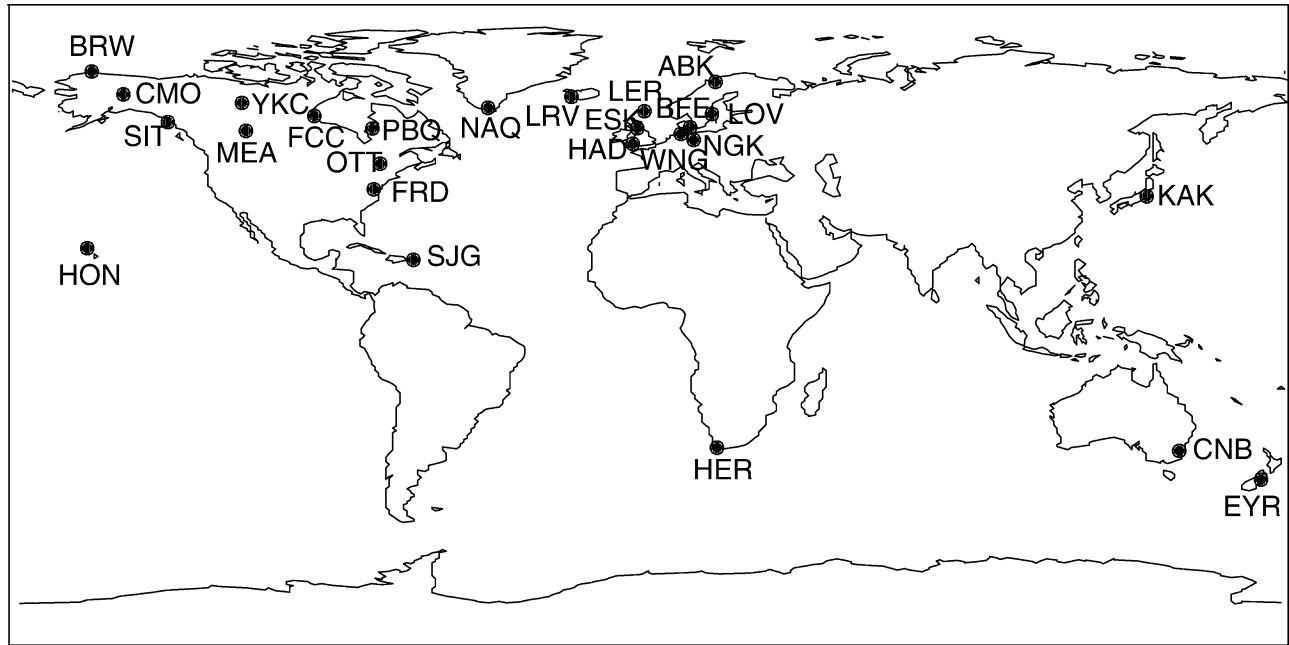 BRW
ABK
CMO
LER
YKC
BFE
LRV
LOV
ESK
NAQ
SIT
FCC
PBQ
HAD
NGK
MEA
WNG
OTT
FRD
KAK
SJG
HON
CNB
HER
EYR